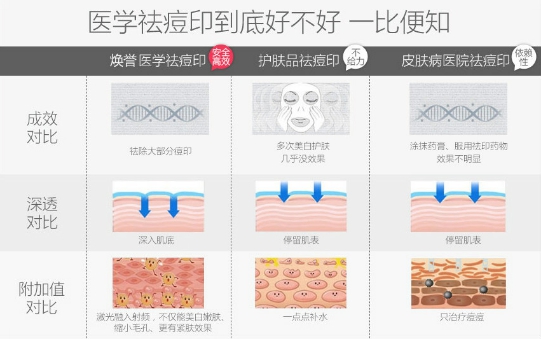 医学祛痘印到底好不好 一比便知
焕誉医学祛痘印
安全
高效
护肤品祛痘印
不
给力
皮肤病医院祛痘印
依赖
性
成效
对比
祛除大部分痘印
多次美白护肤
几乎没效果
涂抹药膏、服用祛印药物
效果不明显
深透
对比
深入肌底
停留肌表
停留肌表
附加值
对比
激光融入射频，不仅能美白嫩肤、
缩小毛孔、更有紧肤效果
一点点补水
只治疗痘痘